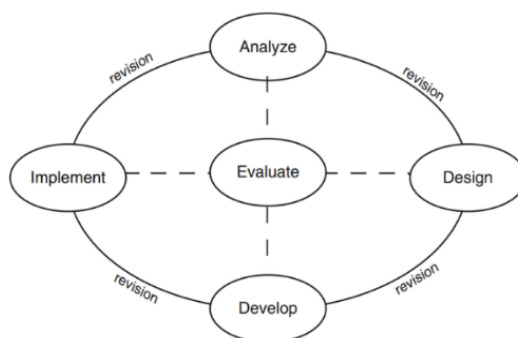 Analyze
revision
revision
Implement
Evaluate
Design
revision
revision
Develop